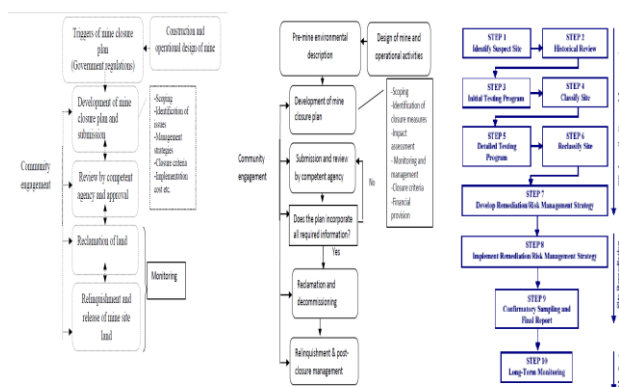 Triggers of mine closure
plan
(Government regulations)
Construction and
operational design of mine
Development of mine
closure plan and
submission
-Scoping
-Identification of
issues
-Management
strategies
-Closure criteria
-Implementation
cost etc.
Community
engagement
Review by competent
agency and approval
Reclamation of land
Monitoring
Relinquishment and
release of mine site
land
Pre-mine environmental
description
Design of mine and
operational activities
Development of mine
closure plan
-Scoping
-Identification of
closure measures
-Impact
assessment
-Monitoring and
management
-Closure criteria
-Financial
provision
Community
engagement
Submission and review
by competent agency
No
Does the plan incorporate
all required information?
Yes
Reclamation and
decommissioning
Relinquishment & post-
closure management
STEP 1
Identify Suspect Site
STEP 2
Historical Review
STEP 3
Initial Testing Program
STEP 4
Classify Site
STEP 5
Detailed Testing
Program
STEP 6
Reclassify Site
STEP 7
Develop Remediation/Risk Management Strategy
STEP 8
Implement Remediation/Risk Management Strategy
STEP 9
Confirmatory Sampling and
Final Report
STEP 10
Long-Term Monitoring